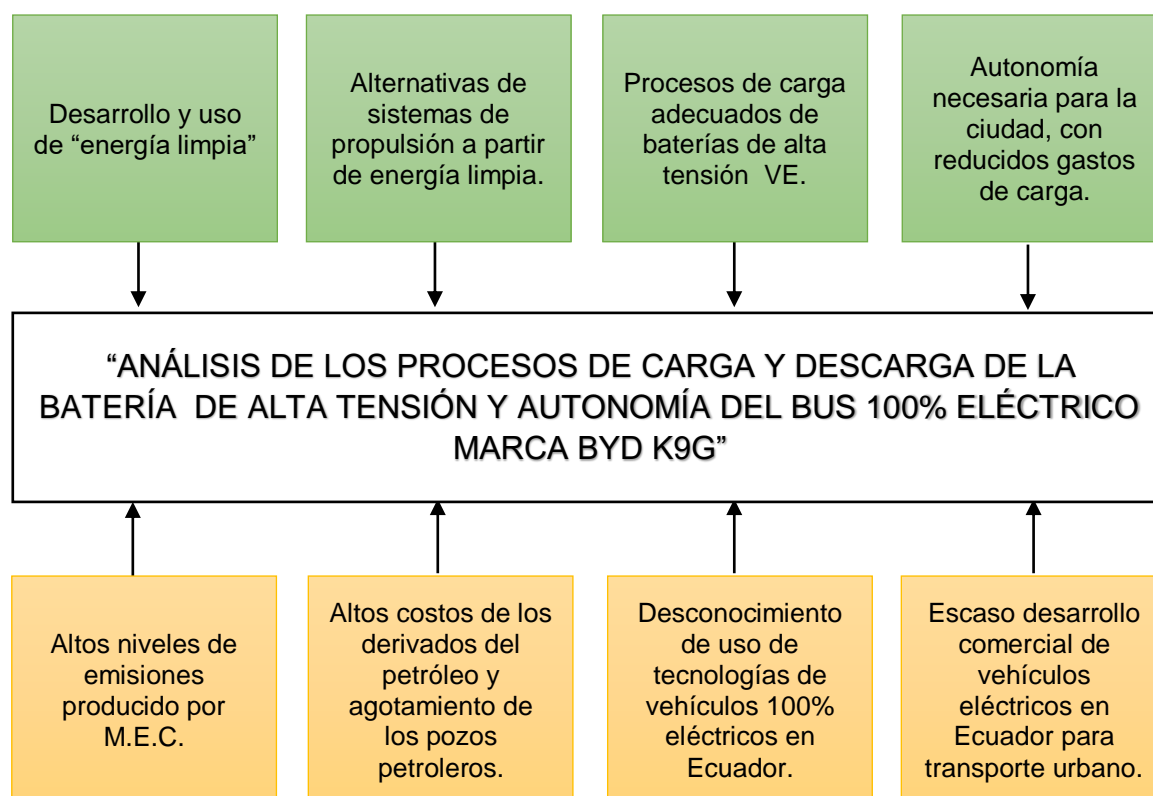 Desarrollo y uso
de “energía limpia”
Alternativas de
sistemas de
propulsión a partir
de energía limpia.
Procesos de carga
adecuados de
baterías de alta
tensión VE.
Autonomía
necesaria para la
ciudad, con
reducidos gastos
de carga.
“ANÁLISIS DE LOS PROCESOS DE CARGA Y DESCARGA DE LA
BATERÍA DE ALTA TENSIÓN Y AUTONOMÍA DEL BUS 100% ELÉCTRICO
MARCA BYD K9G”
Altos niveles de
emisiones
producido por
M.E.C.
Altos costos de los
derivados del
petróleo y
agotamiento de
los pozos
petroleros.
Desconocimiento
de uso de
tecnologías de
vehículos 100%
eléctricos en
Ecuador.
Escaso desarrollo
comercial de
vehículos
eléctricos en
Ecuador para
transporte urbano.